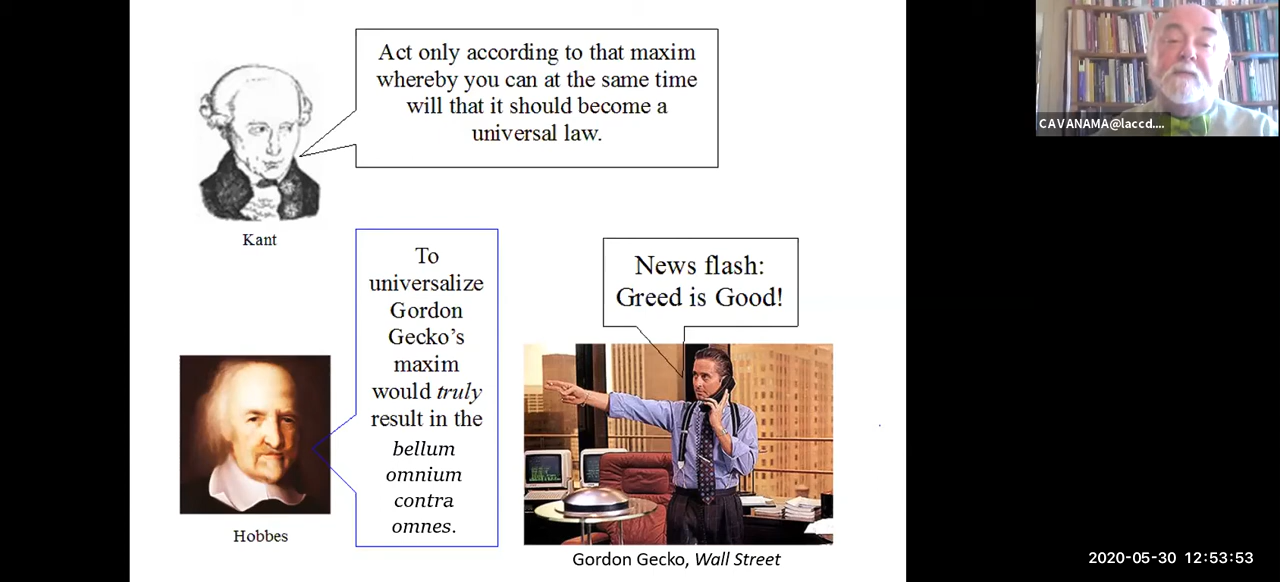 Act only according to that maxim
whereby you can at the same time
will that it should become a
universal law.
Kant
To
universalize
Gordon
Gecko’s
maxim
would truly
result in the
bellum
omnium
contra
omnes.
Hobbes
News flash:
Greed is Good!
Gordon Gecko, Wall Street
CAVANAMA@laccd....
2020-05-30 12:53:53